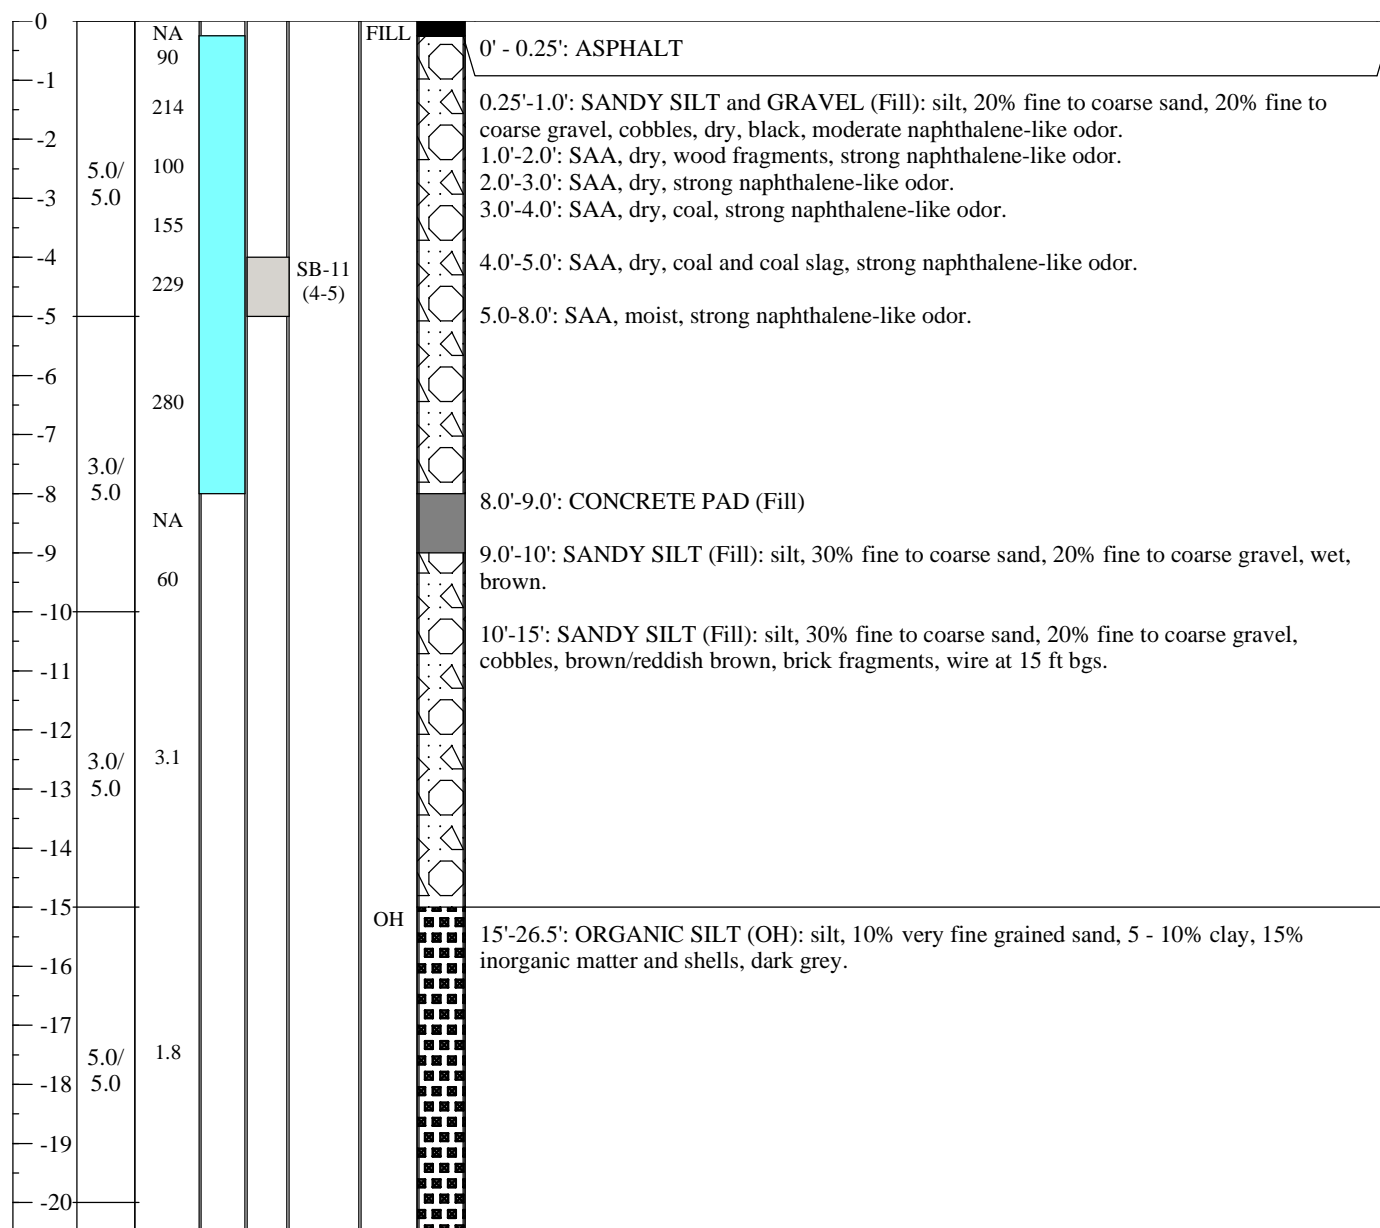 0
NA
FILL
90
0' - 0.25': ASPHALT
-1
214
0.25'-1.0': SANDY SILT and GRAVEL (Fill): silt, 20% fine to coarse sand, 20% fine to
coarse gravel, cobbles, dry, black, moderate naphthalene-like odor.
-2
1.0'-2.0': SAA, dry, wood fragments, strong naphthalene-like odor.
100
5.0/
5.0
2.0'-3.0': SAA, dry, strong naphthalene-like odor.
-3
3.0'-4.0': SAA, dry, coal, strong naphthalene-like odor.
155
-4
4.0'-5.0': SAA, dry, coal and coal slag, strong naphthalene-like odor.
229
SB-11
(4-5)
-5
5.0-8.0': SAA, moist, strong naphthalene-like odor.
-6
280
-7
3.0/
5.0
-8
8.0'-9.0': CONCRETE PAD (Fill)
NA
-9
9.0'-10': SANDY SILT (Fill): silt, 30% fine to coarse sand, 20% fine to coarse gravel, wet,
brown.
60
-10
10'-15': SANDY SILT (Fill): silt, 30% fine to coarse sand, 20% fine to coarse gravel,
cobbles, brown/reddish brown, brick fragments, wire at 15 ft bgs.
-11
-12
3.0/
5.0
3.1
-13
-14
-15
OH
15'-26.5': ORGANIC SILT (OH): silt, 10% very fine grained sand, 5 - 10% clay, 15%
inorganic matter and shells, dark grey.
-16
-17
5.0/
5.0
1.8
-18
-19
-20